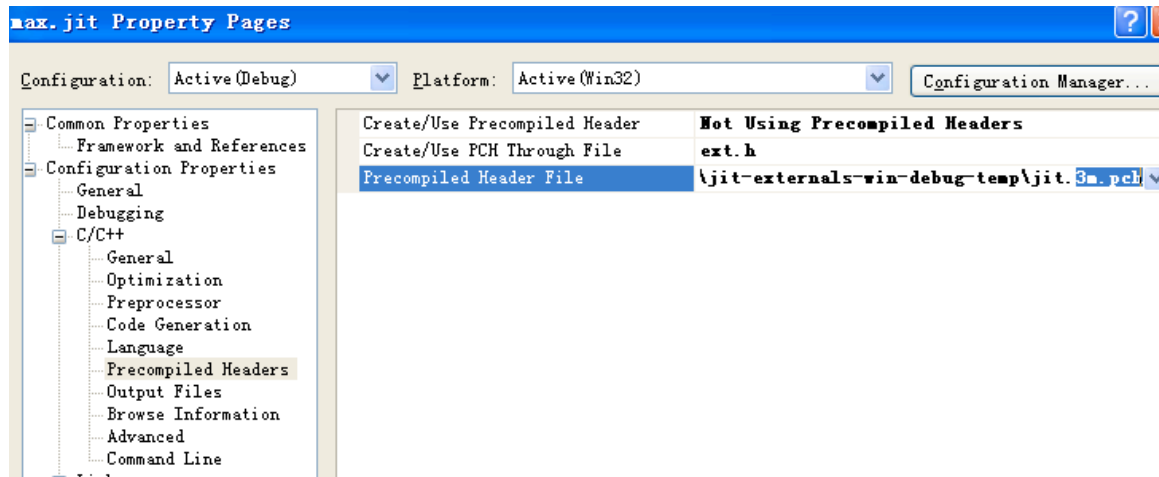 max.jit Property Pages
Configuration: Active(Debug) Platform: Active(Win32) Configuration Manager...
Common Properties
Framework and References
Configuration Properties
General
Debugging
C/C++
General
Optimization
Preprocessor
Code Generation
Language
Precompiled Headers
Output Files
Browse Information
Advanced
Command Line
Create/Use Precompiled Header Not Using Precompiled Headers
Create/Use PCH Through File ext.h
Precompiled Header File \jit-externals-win-debug-temp\jit.3m.pch